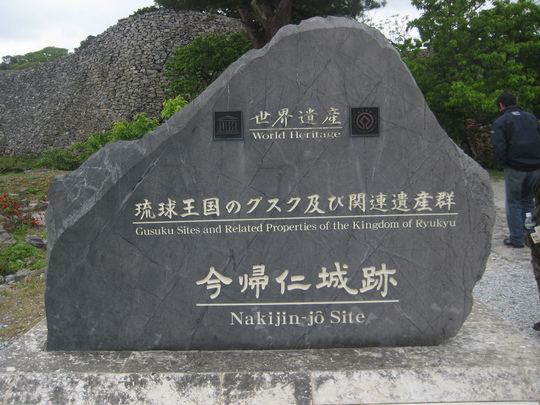 世界遺産
World Heritage
琉球王国のグスク及び関連遺産群
Gusuku Sites and Related Properties of the Kingdom of Ryukyu
今帰仁城跡
Nakijin-jô Site